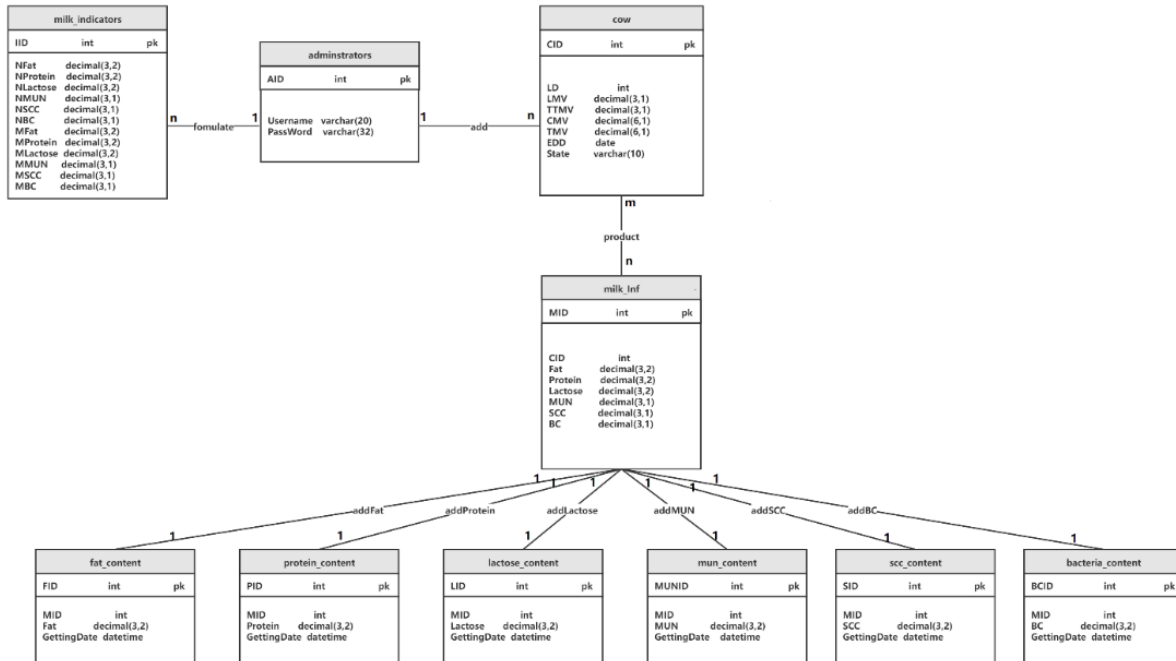 milk_indicators
IID int pk
NFat decimal(3,2)
NProtein decimal(3,2)
NLactose decimal(3,2)
NMUN decimal(3,1)
NSCC decimal(3,1)
NBC decimal(3,1)
MFat decimal(3,2)
MProtein decimal(3,2)
MLactose decimal(3,2)
MMUN decimal(3,1)
MSCC decimal(3,1)
MBC decimal(3,1)
n fomulate 1
adminstrators
AID int pk
Username varchar(20)
PassWord varchar(32)
1 add n
cow
CID int pk
LD int
LMV decimal(3,1)
TTMV decimal(3,1)
CMV decimal(6,1)
TMV decimal(6,1)
EDD date
State varchar(10)
m
product
n
milk_Inf
MID int pk
CID int
Fat decimal(3,2)
Protein decimal(3,2)
Lactose decimal(3,2)
MUN decimal(3,1)
SCC decimal(3,1)
BC decimal(3,1)
1 1 1 1 1 1
addFat addProtein addLactose addMUN addSCC addBC
1 1 1 1 1 1
fat_content
FID int pk
MID int
Fat decimal(3,2)
GettingDate datetime
protein_content
PID int pk
MID int
Protein decimal(3,2)
GettingDate datetime
lactose_content
LID int pk
MID int
Lactose decimal(3,2)
GettingDate datetime
mun_content
MUNID int pk
MID int
MUN decimal(3,2)
GettingDate datetime
scc_content
SID int pk
MID int
SCC decimal(3,2)
GettingDate datetime
bacteria_content
BCID int pk
MID int
BC decimal(3,2)
GettingDate datetime